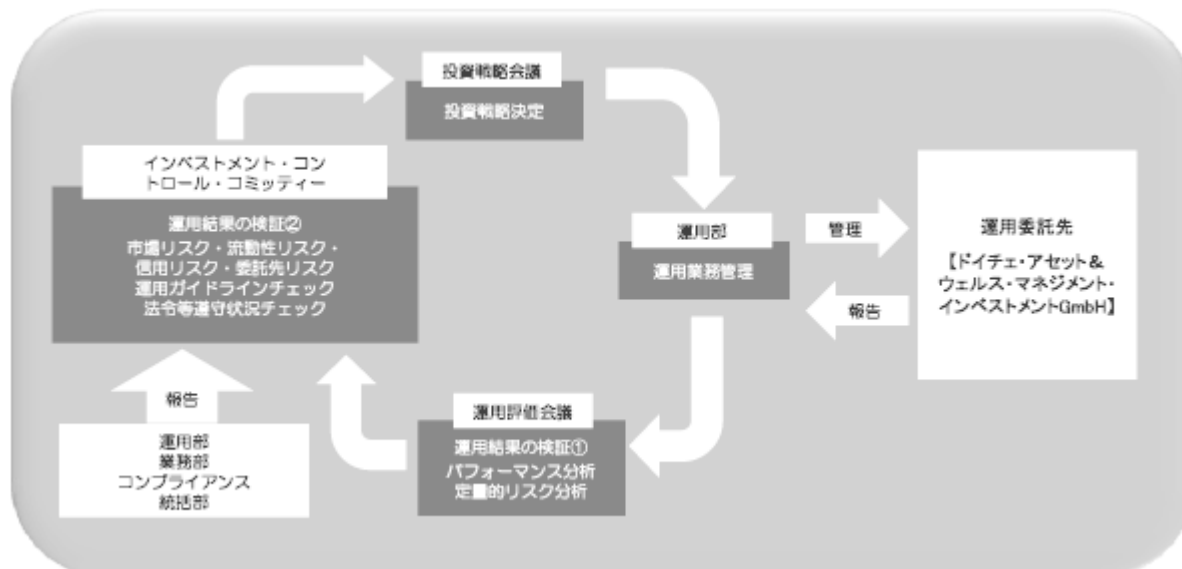 投資戦略会議
投資戦略決定
インベストメント・コン
トロール・コミッティー
運用結果の検証②
市場リスク・流動性リスク・
信用リスク・委託先リスク
運用ガイドラインチェック
法令等遵守状況チェック
運用部
運用業務管理
管理
報告
運用委託先
【ドイチェ・アセット&
ウェルス・マネジメント・
インベストメントGmbH】
運用評価会議
運用結果の検証①
パフォーマンス分析
定■的リスク分析
報告
運用部
業務部
コンプライアンス
統括部